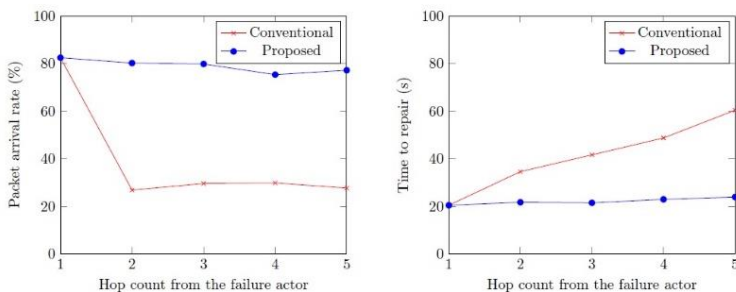 100
80
60
40
20
0
Packet arrival rate (%)
Conventional
Proposed
1 2 3 4 5
Hop count from the failure actor
100
80
60
40
20
0
Time to repair (s)
Conventional
Proposed
1 2 3 4 5
Hop count from the failure actor